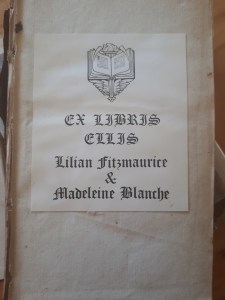 EX LIBRIS
ELLIS
Lilian Fitzmaurice
&
Madeleine Blanche